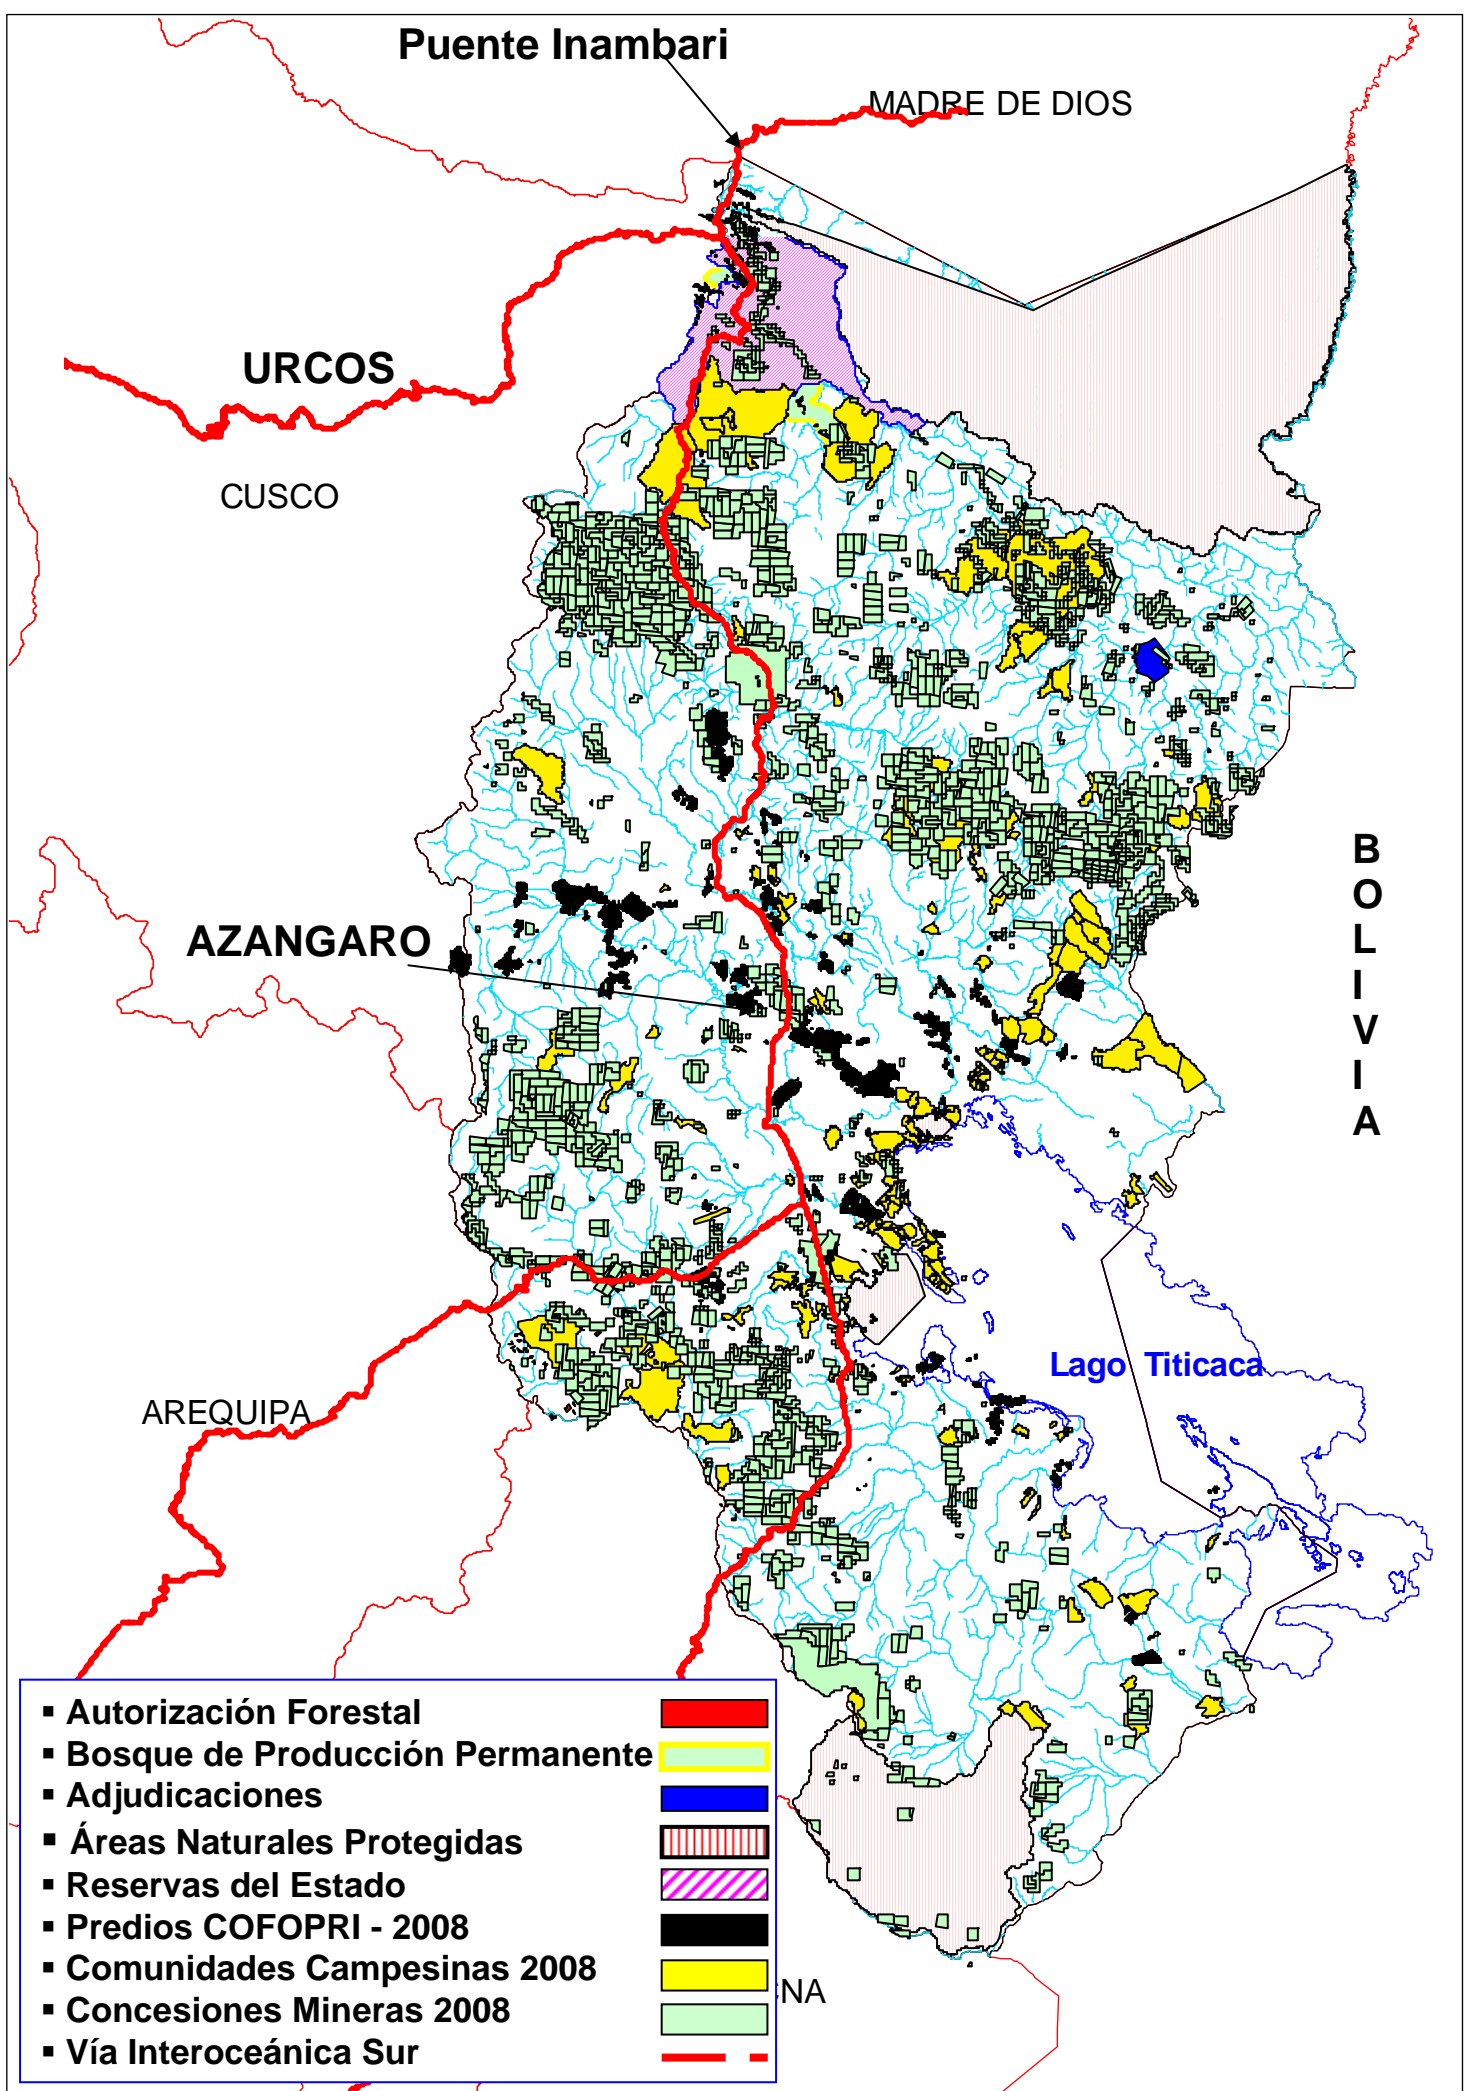 Puente Inambari
MADRE DE DIOS
URCOS
CUSCO
BOLIVIA
AZANGARO
Lago Titicaca
AREQUIPA
▪ Autorización Forestal
▪ Bosque de Producción Permanente
▪ Adjudicaciones
▪ Áreas Naturales Protegidas
▪ Reservas del Estado
▪ Predios COFOPRI - 2008
▪ Comunidades Campesinas 2008
▪ Concesiones Mineras 2008
▪ Vía Interoceánica Sur